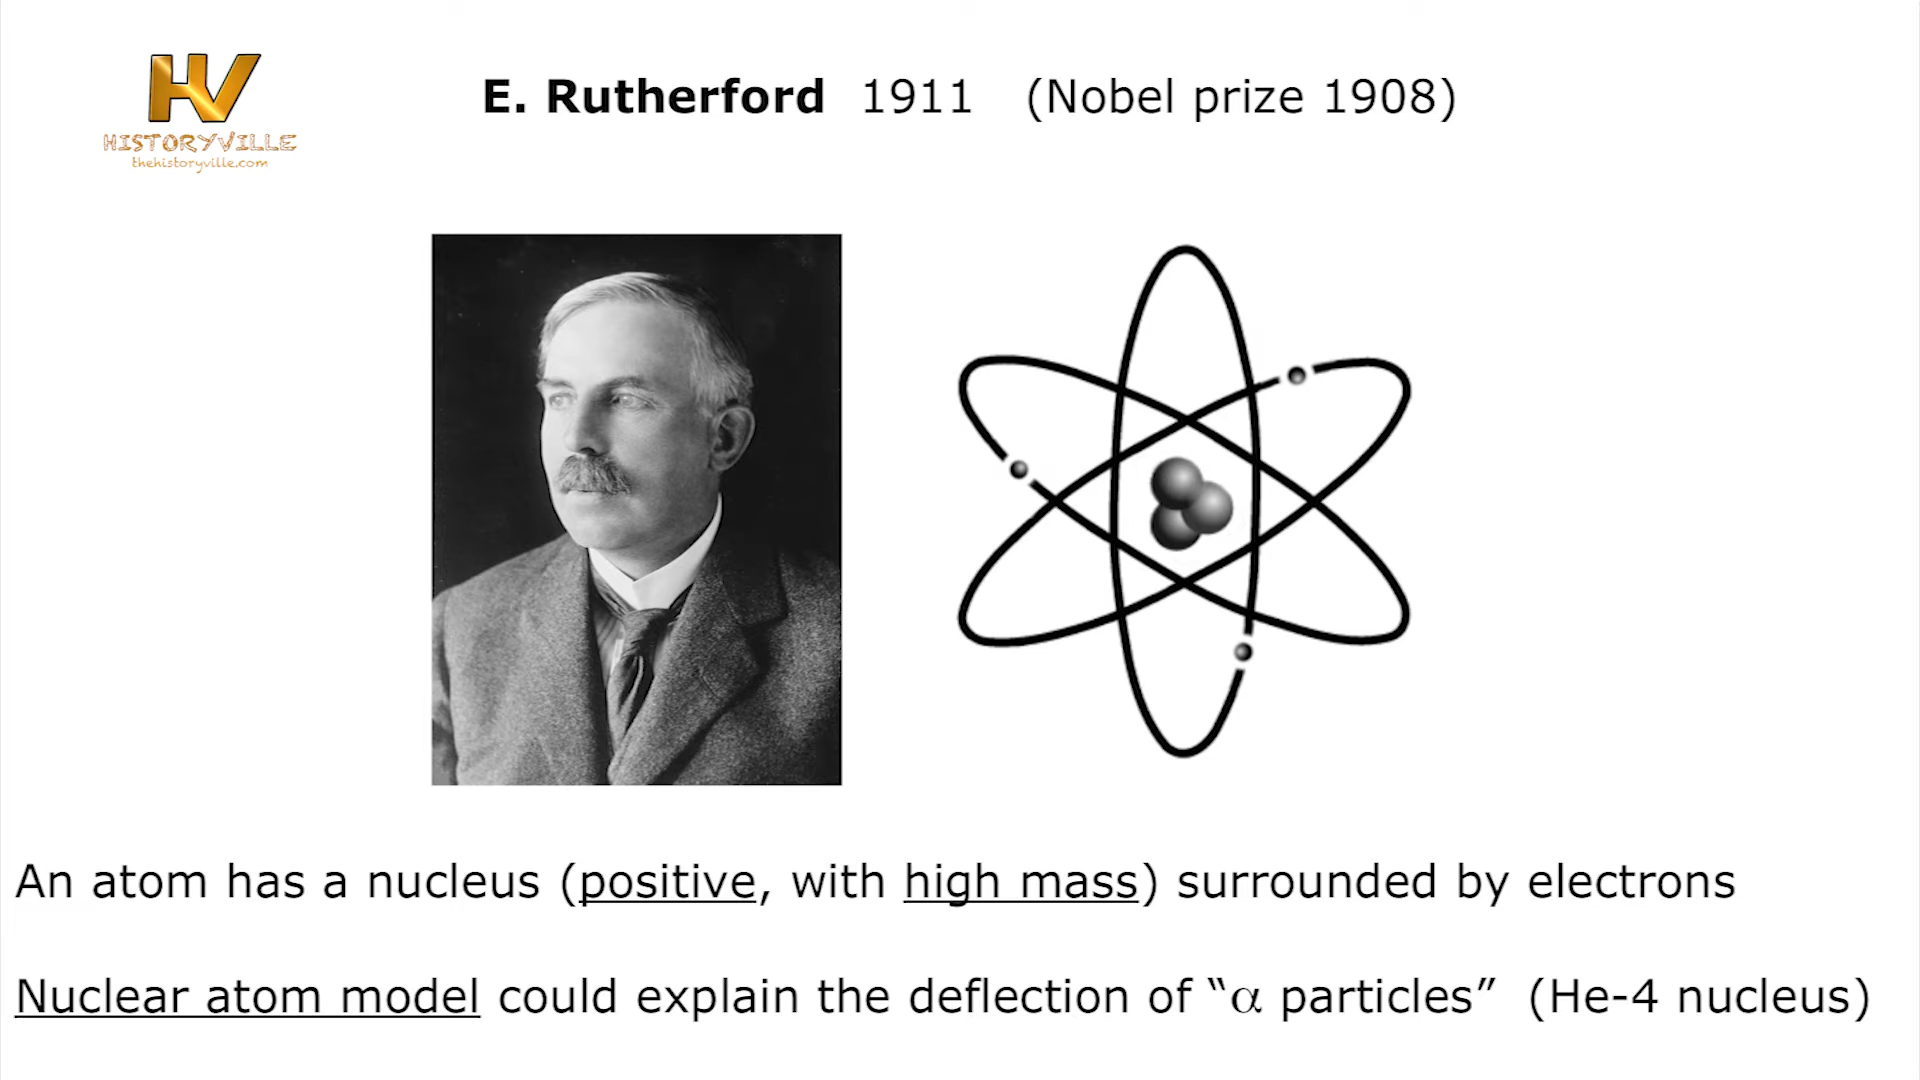 HV
HISTORYVILLE
thehistoryville.com
E. Rutherford 1911 (Nobel prize 1908)
An atom has a nucleus (positive, with high mass) surrounded by electrons
Nuclear atom model could explain the deflection of “α particles” (He-4 nucleus)